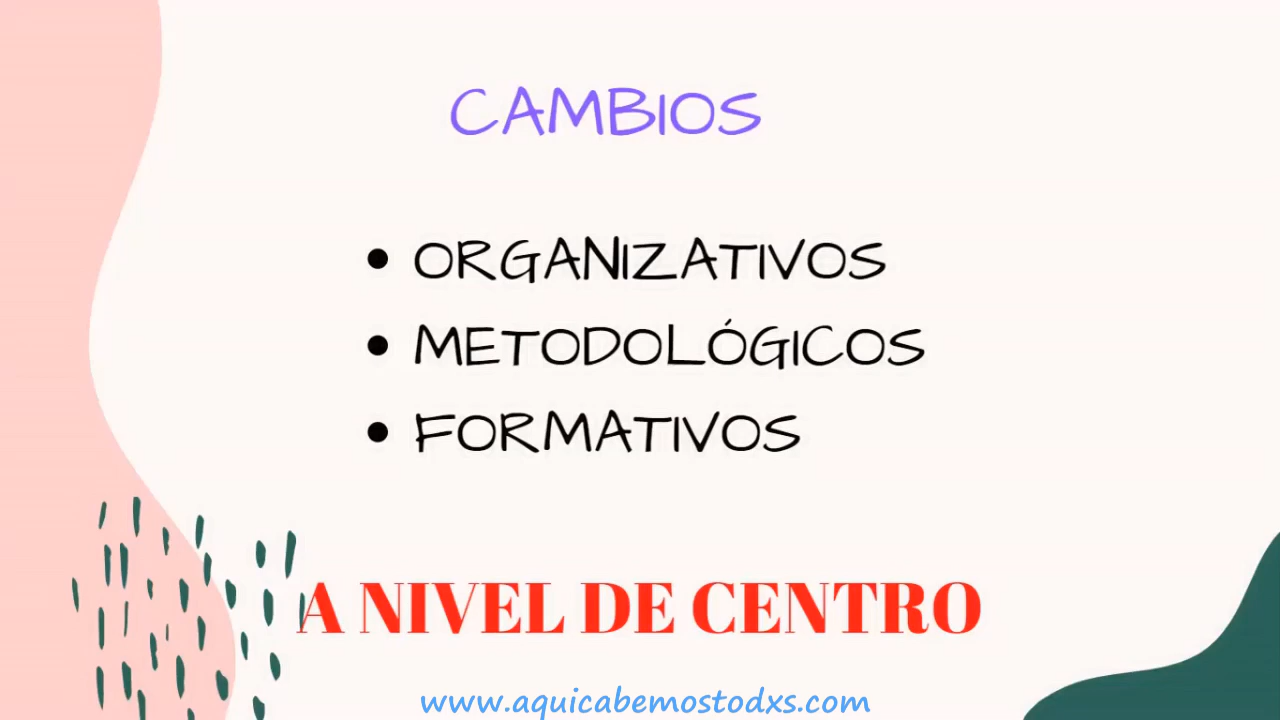 CAMBIOS
• ORGANIZATIVOS
• METODOLÓGICOS
• FORMATIVOS
A NIVEL DE CENTRO
www.aquicabemostodxs.com